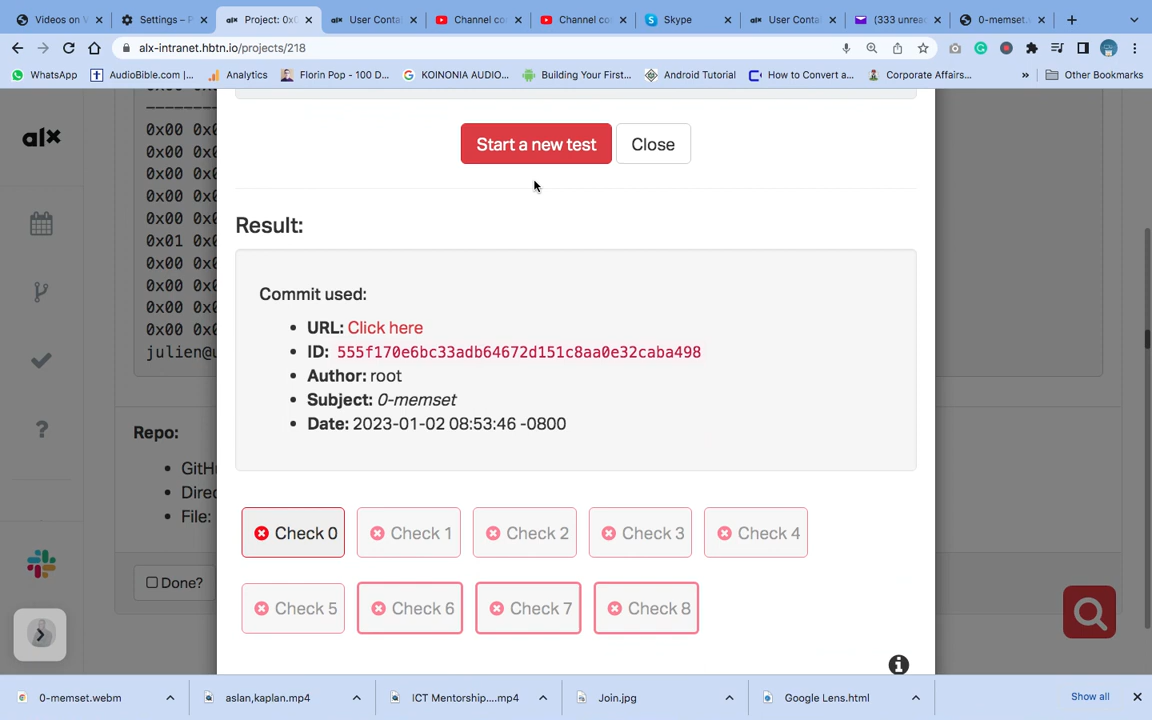 Videos on V
Settings – P
Project: 0x0
User Conta
Channel co
Channel co
Skype
User Conta
(333 unrea
0-memset.
alx-intranet.hbtn.io/projects/218
WhatsApp
AudioBible.com |...
Analytics
Florin Pop - 100 D...
KOINONIA AUDIO...
Building Your First...
Android Tutorial
How to Convert a...
Corporate Affairs...
»
Other Bookmarks
alx
0x00 0x0
0x00 0x0
0x00 0x0
0x00 0x0
0x00 0x0
0x01 0x0
0x00 0x0
0x00 0x0
0x00 0x0
0x00 0x0
julien@u
Start a new test
Close
Result:
Commit used:
• URL: Click here
• ID: 555f170e6bc33adb64672d151c8aa0e32caba498
• Author: root
• Subject: 0-memset
• Date: 2023-01-02 08:53:46 -0800
Repo:
• GitH
• Direc
• File:
Check 0
Check 1
Check 2
Check 3
Check 4
Done?
Check 5
Check 6
Check 7
Check 8
0-memset.webm
aslan,kaplan.mp4
ICT Mentorship....mp4
Join.jpg
Google Lens.html
Show all